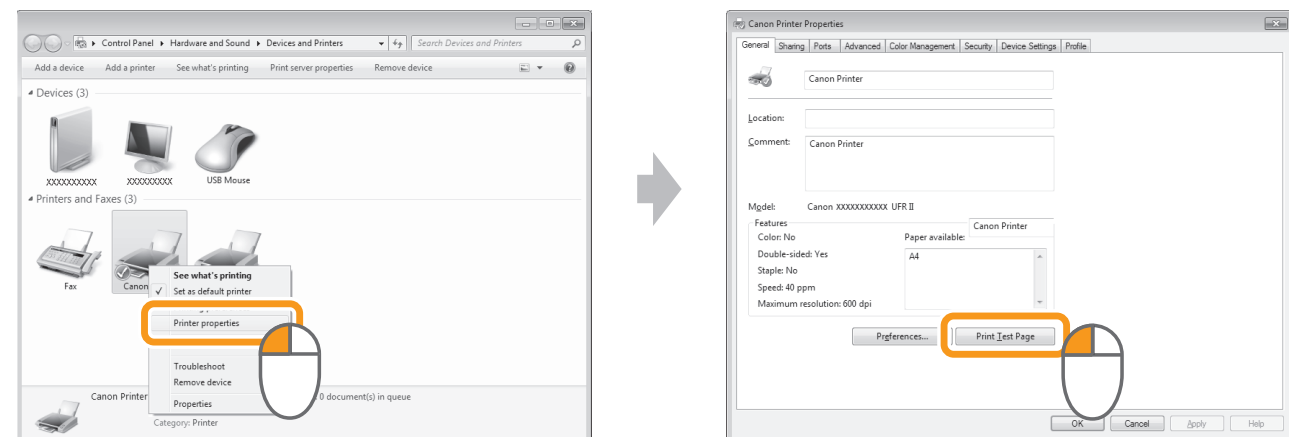 Control Panel ▸ Hardware and Sound ▸ Devices and Printers
Search Devices and Printers
Add a device Add a printer See what's printing Print server properties Remove device
Devices (3)
XXXXXXXXXX XXXXXXXXX USB Mouse
Printers and Faxes (3)
Fax Canon
See what's printing
✓ Set as default printer
Printer properties
Troubleshoot
Remove device
Properties
Canon Printer 0 document(s) in queue
Category: Printer
Canon Printer Properties
General Sharing Ports Advanced Color Management Security Device Settings Profile
Canon Printer
Location:
Comment: Canon Printer
Model: Canon XXXXXXXXXXX UFR II
Features
Canon Printer
Color: No Paper available:
Double-sided: Yes A4
Staple: No
Speed: 40 ppm
Maximum resolution: 600 dpi
Preferences... Print Test Page
OK Cancel Apply Help